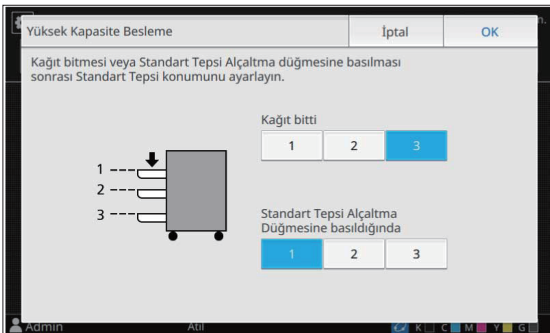 Yüksek Kapasite Besleme
İptal
OK
Kağıt bitmesi veya Standart Tepsi Alçaltma düğmesine basılması
sonrası Standart Tepsi konumunu ayarlayın.
Kağıt bitti
1 2 3
1
2
3
Standart Tepsi Alçaltma
Düğmesine basıldığında
1 2 3
Admin
Atıl
K C M Y G